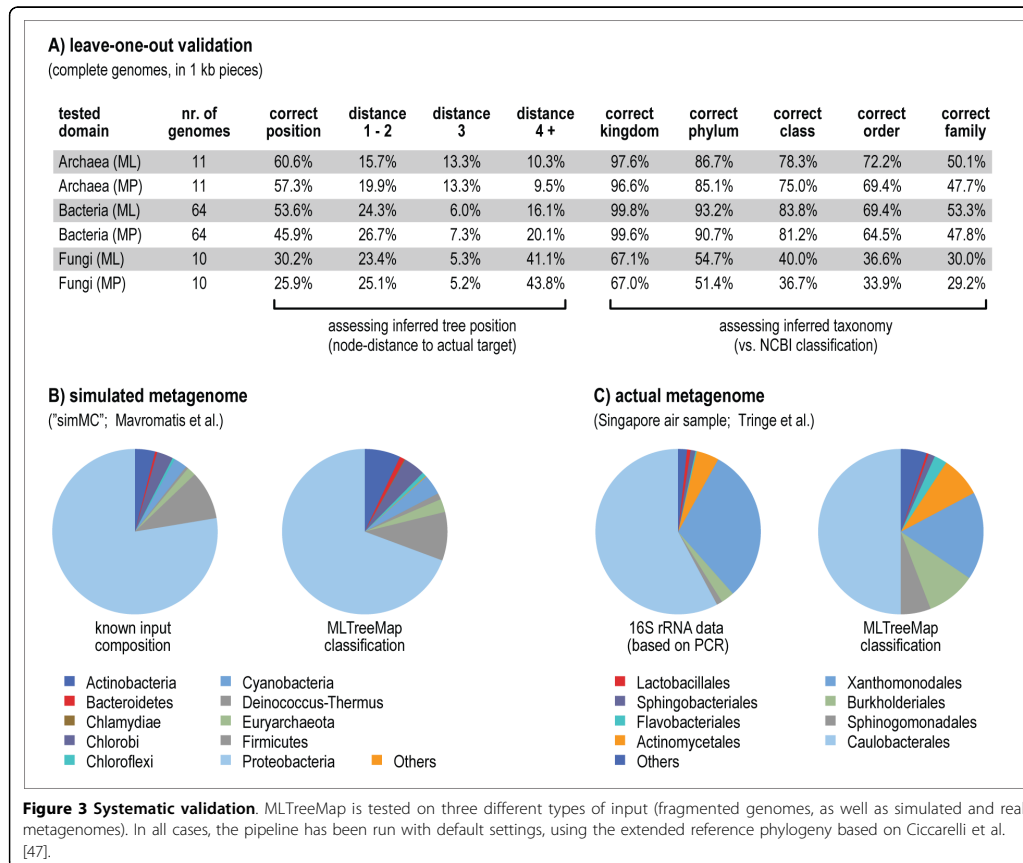 A) leave-one-out validation
(complete genomes, in 1 kb pieces)
tested domain nr. of genomes correct position distance 1 - 2 distance 3 distance 4 + correct kingdom correct phylum correct class correct order correct family
Archaea (ML) 11 60.6% 15.7% 13.3% 10.3% 97.6% 86.7% 78.3% 72.2% 50.1%
Archaea (MP) 11 57.3% 19.9% 13.3% 9.5% 96.6% 85.1% 75.0% 69.4% 47.7%
Bacteria (ML) 64 53.6% 24.3% 6.0% 16.1% 99.8% 93.2% 83.8% 69.4% 53.3%
Bacteria (MP) 64 45.9% 26.7% 7.3% 20.1% 99.6% 90.7% 81.2% 64.5% 47.8%
Fungi (ML) 10 30.2% 23.4% 5.3% 41.1% 67.1% 54.7% 40.0% 36.6% 30.0%
Fungi (MP) 10 25.9% 25.1% 5.2% 43.8% 67.0% 51.4% 36.7% 33.9% 29.2%
assessing inferred tree position
(node-distance to actual target)
assessing inferred taxonomy
(vs. NCBI classification)
B) simulated metagenome
("simMC"; Mavromatis et al.)
known input
composition
MLTreeMap
classification
Actinobacteria
Bacteroidetes
Chlamydiae
Chlorobi
Chloroflexi
Cyanobacteria
Deinococcus-Thermus
Euryarchaeota
Firmicutes
Proteobacteria
Others
C) actual metagenome
(Singapore air sample; Tringe et al.)
16S rRNA data
(based on PCR)
MLTreeMap
classification
Lactobacillales
Sphingobacteriales
Flavobacteriales
Actinomycetales
Others
Xanthomonodales
Burkholderiales
Sphinogomonadales
Caulobacterales
Figure 3 Systematic validation. MLTreeMap is tested on three different types of input (fragmented genomes, as well as simulated and real
metagenomes). In all cases, the pipeline has been run with default settings, using the extended reference phylogeny based on Ciccarelli et al.
[47].